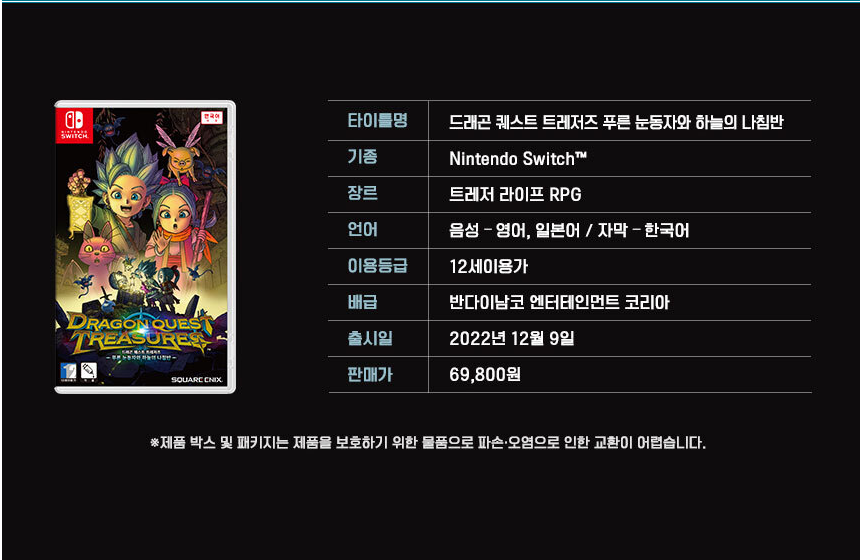 NINTENDO
SWITCH
한국어
DRAGON QUEST
TREASURES
드래곤 퀘스트 트레저즈
– 푸른 눈동자와 하늘의 나침반 –
SQUARE ENIX
타이틀명 드래곤 퀘스트 트레저즈 푸른 눈동자와 하늘의 나침반
기종 Nintendo Switch™
장르 트레저 라이프 RPG
언어 음성 – 영어, 일본어 / 자막 – 한국어
이용등급 12세이용가
배급 반다이남코 엔터테인먼트 코리아
출시일 2022년 12월 9일
판매가 69,800원
※제품 박스 및 패키지는 제품을 보호하기 위한 물품으로 파손·오염으로 인한 교환이 어렵습니다.